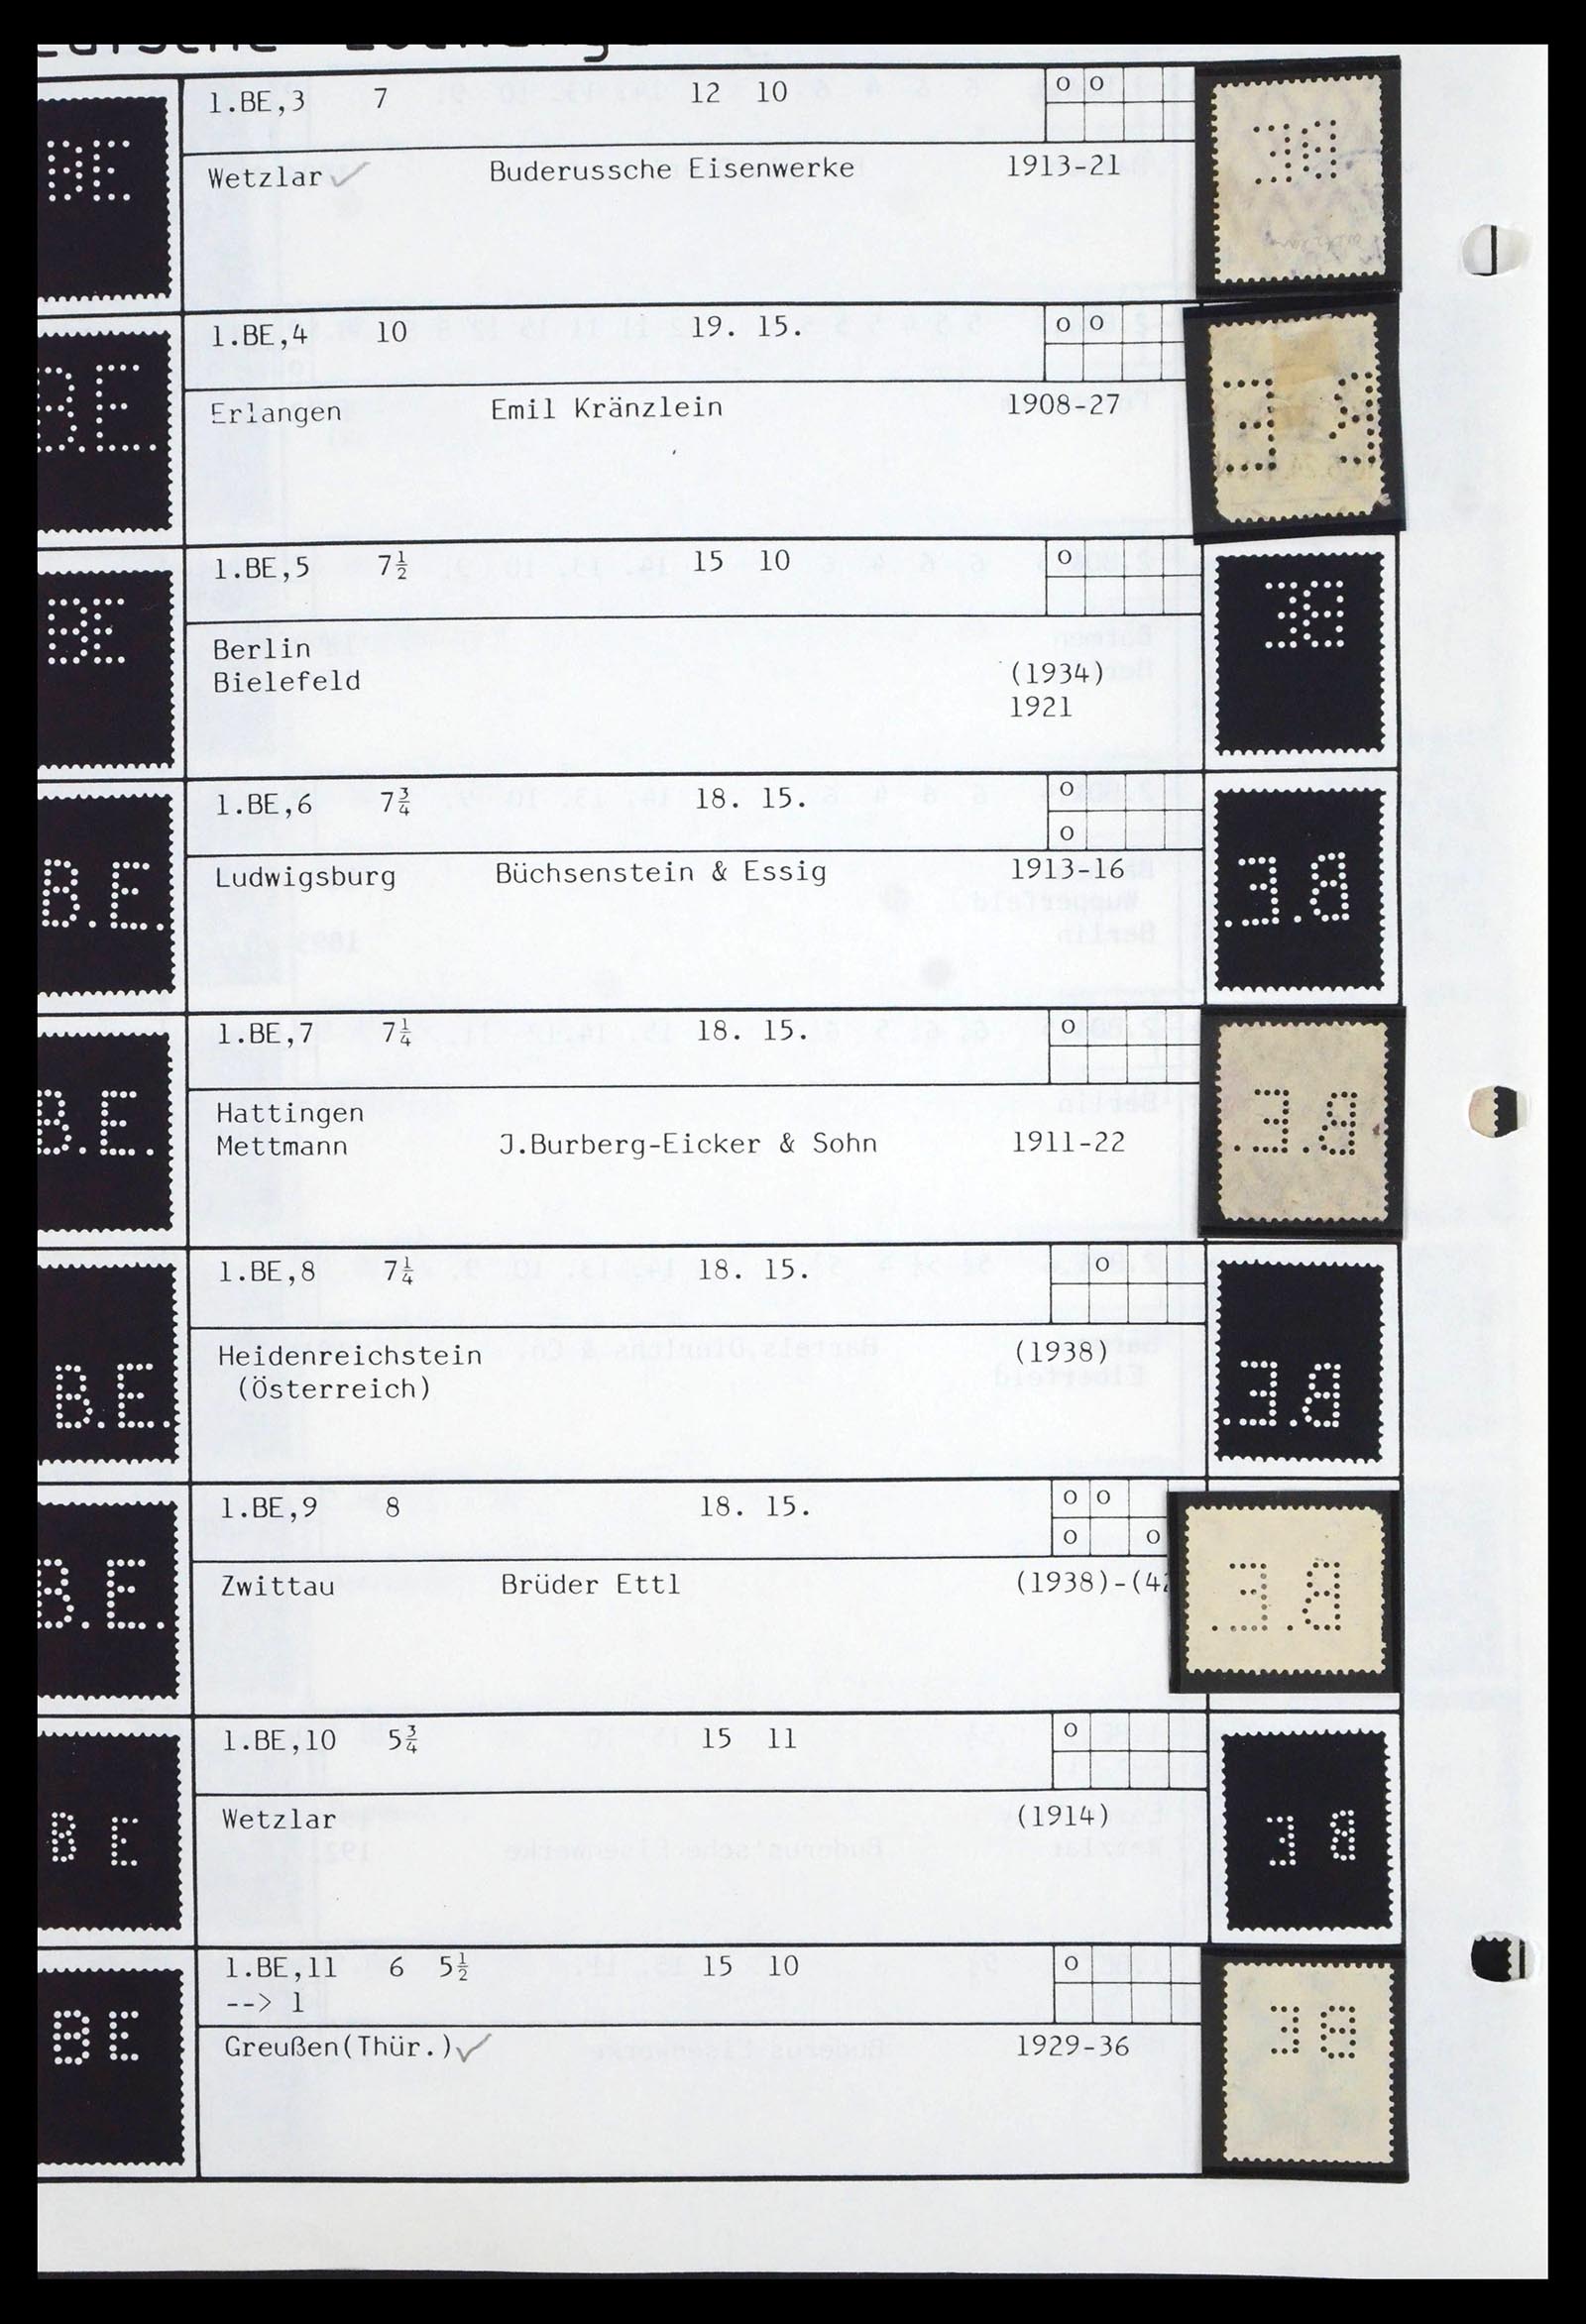 1.BE,3 7 12 10 o o
Wetzlar ✓ Buderussche Eisenwerke 1913-21
BE
1.BE,4 10 19. 15. o o
Erlangen Emil Kränzlein 1908-27
B.E.
1.BE,5 7½ 15 10 o
Berlin
Bielefeld (1934)
1921
BE
1.BE,6 7¾ 18. 15. o
o
Ludwigsburg Büchsenstein & Essig 1913-16
B.E.
1.BE,7 7¼ 18. 15. o
Hattingen
Mettmann J.Burberg-Eicker & Sohn 1911-22
B.E.
1.BE,8 7¼ 18. 15. o
Heidenreichstein (1938)
(Österreich)
B.E.
1.BE,9 8 18. 15. o o
o o
Zwittau Brüder Ettl (1938)-(42
B.E.
1.BE,10 5¾ 15 11 o
Wetzlar (1914)
B E
1.BE,11 6 5½ 15 10 o
--> 1
Greußen(Thür.) ✓ 1929-36
BE